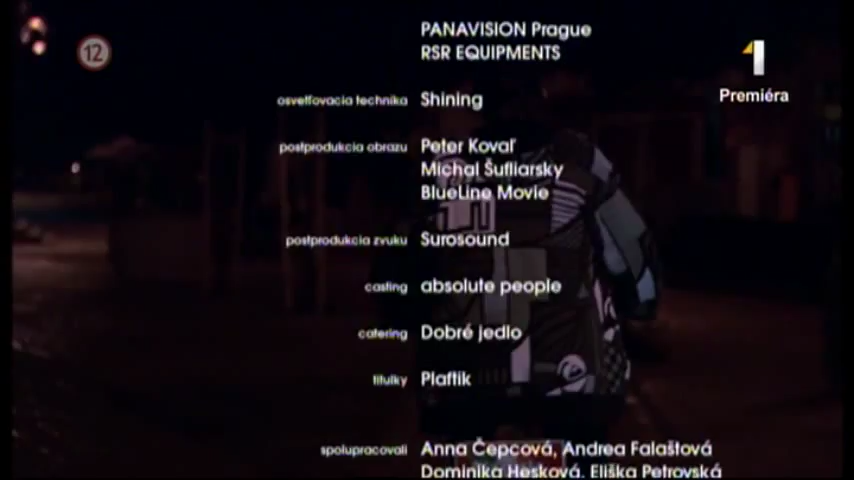 12
1
Premiéra
PANAVISION Prague
RSR EQUIPMENTS
osvetľovacia technika Shining
postprodukcia obrazu Peter Kovaľ
Michal Šufliarsky
BlueLine Movie
postprodukcia zvuku Surosound
casting absolute people
catering Dobré jedlo
titulky Plaftik
spolupracovali Anna Čepcová, Andrea Falaštová
Dominika Hesková, Eliška Petrovská